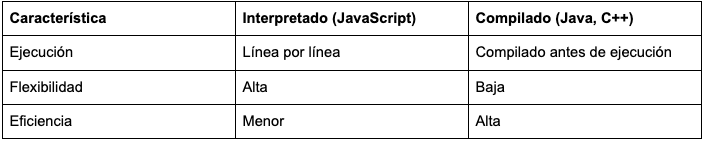 Característica Interpretado (JavaScript) Compilado (Java, C++)
Ejecución Línea por línea Compilado antes de ejecución
Flexibilidad Alta Baja
Eficiencia Menor Alta